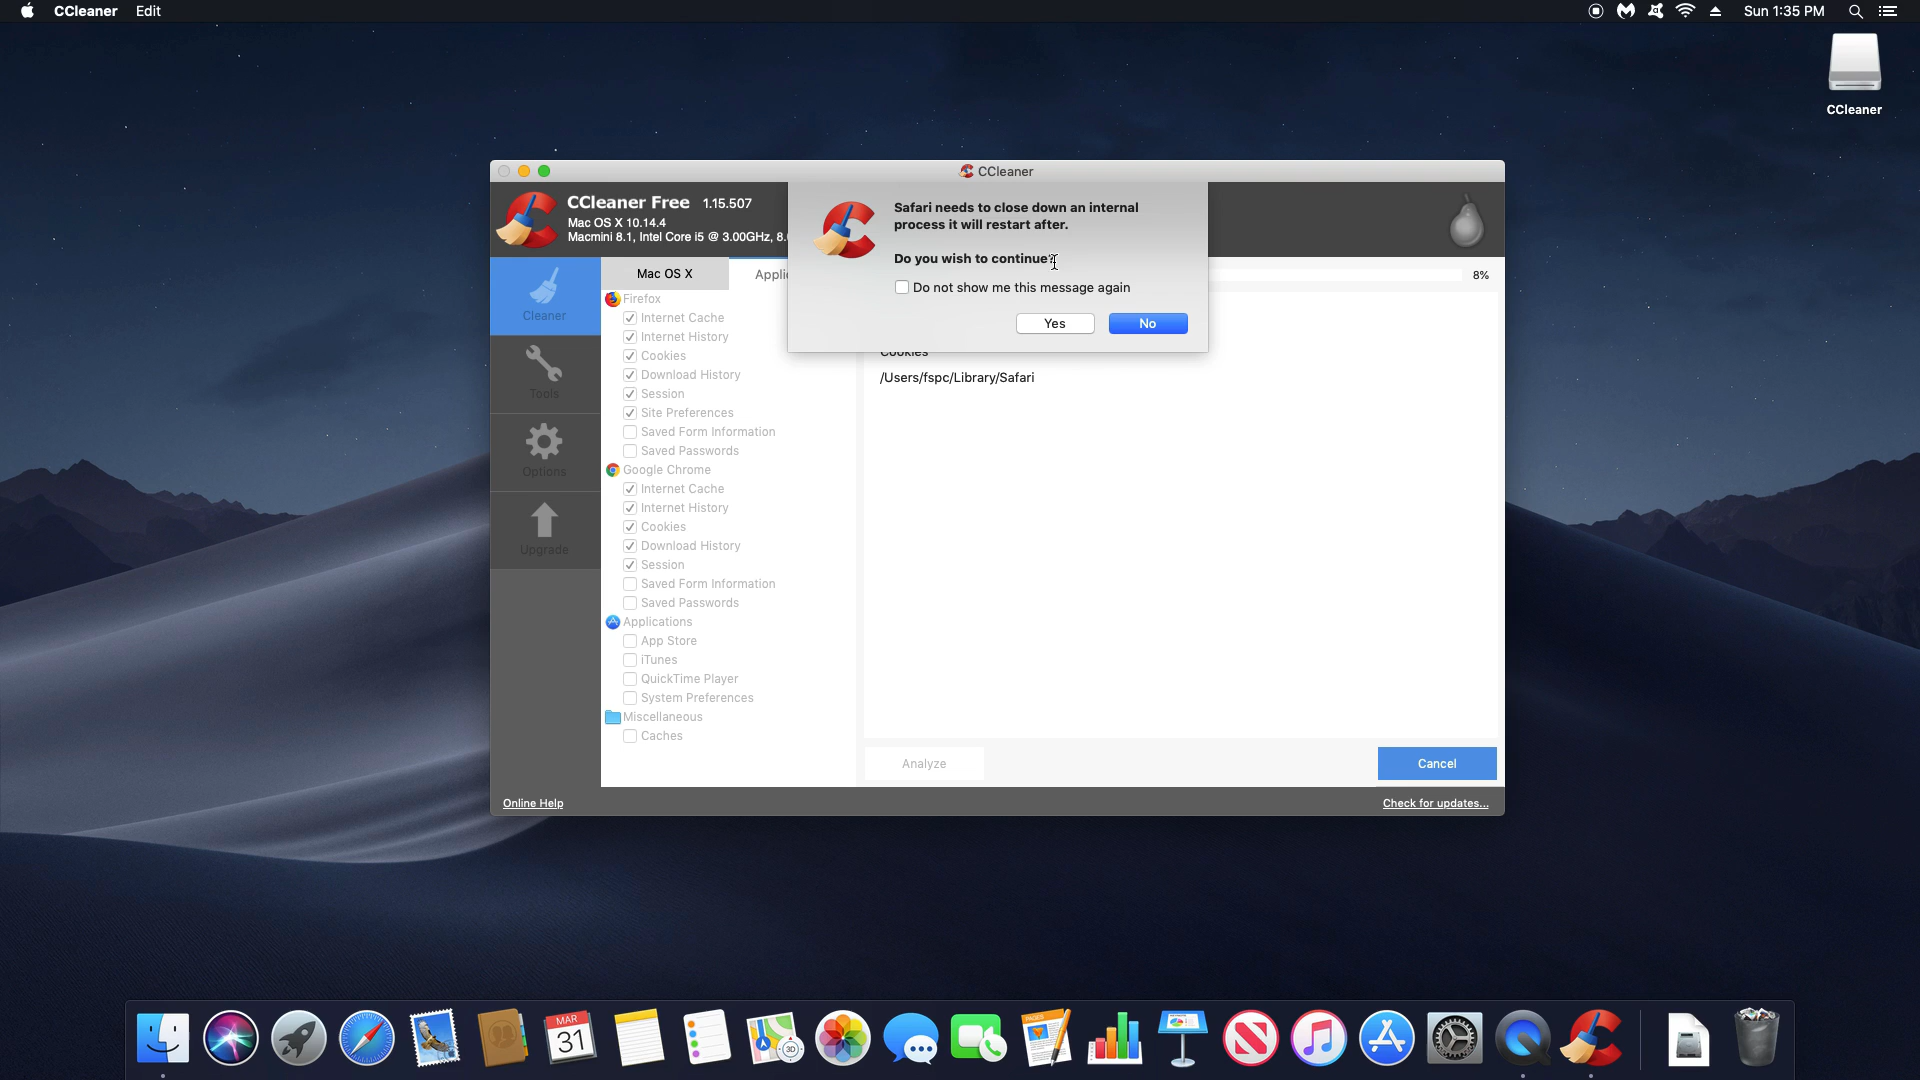 CCleaner Edit
Sun 1:35 PM
CCleaner
CCleaner
CCleaner Free 1.15.507
Mac OS X 10.14.4
Macmini 8.1, Intel Core i5 @ 3.00GHz, 8.
Safari needs to close down an internal
process it will restart after.
Do you wish to continue?
Do not show me this message again
Yes
No
Cleaner
Tools
Options
Upgrade
Mac OS X
Appli
8%
Firefox
Internet Cache
Internet History
Cookies
Download History
Session
Site Preferences
Saved Form Information
Saved Passwords
Google Chrome
Internet Cache
Internet History
Cookies
Download History
Session
Saved Form Information
Saved Passwords
Applications
App Store
iTunes
QuickTime Player
System Preferences
Miscellaneous
Caches
Cookies
/Users/fspc/Library/Safari
Analyze
Cancel
Online Help
Check for updates...
MAR
31
PAGES
3D